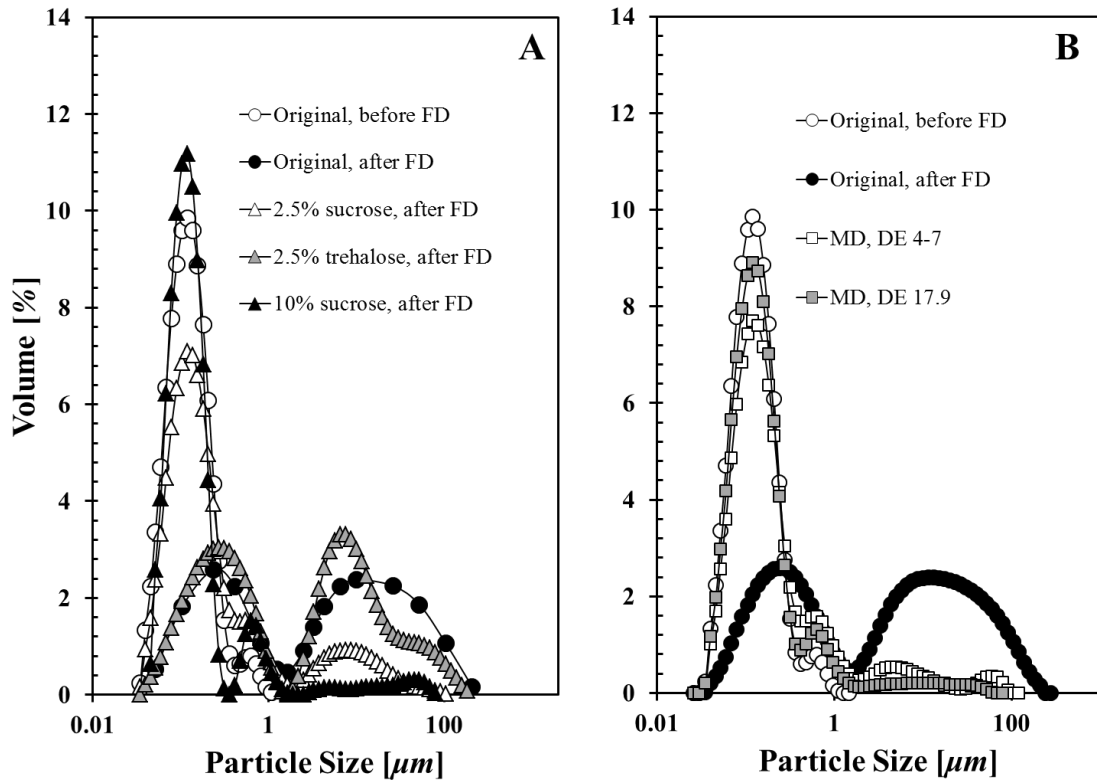 A
14
12
10
8
6
4
2
0
Volume [%]
Original, before FD
Original, after FD
2.5% sucrose, after FD
2.5% trehalose, after FD
10% sucrose, after FD
0.01 1 100
Particle Size [µm]
B
14
12
10
8
6
4
2
0
Original, before FD
Original, after FD
MD, DE 4-7
MD, DE 17.9
0.01 1 100
Particle Size [µm]